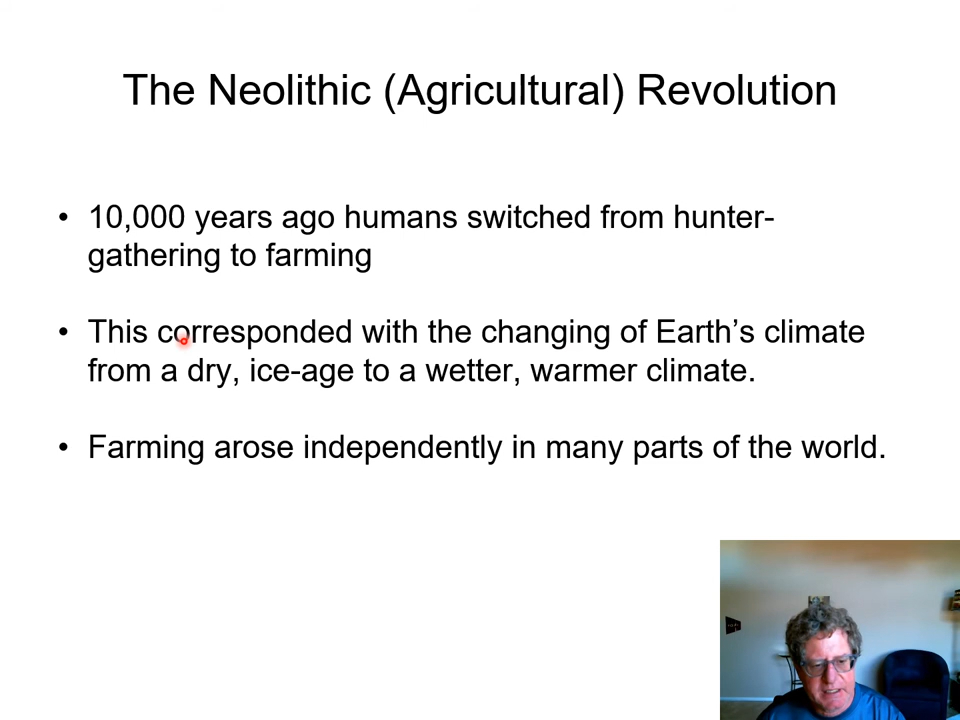 The Neolithic (Agricultural) Revolution
• 10,000 years ago humans switched from hunter-
gathering to farming
• This corresponded with the changing of Earth’s climate
from a dry, ice-age to a wetter, warmer climate.
• Farming arose independently in many parts of the world.